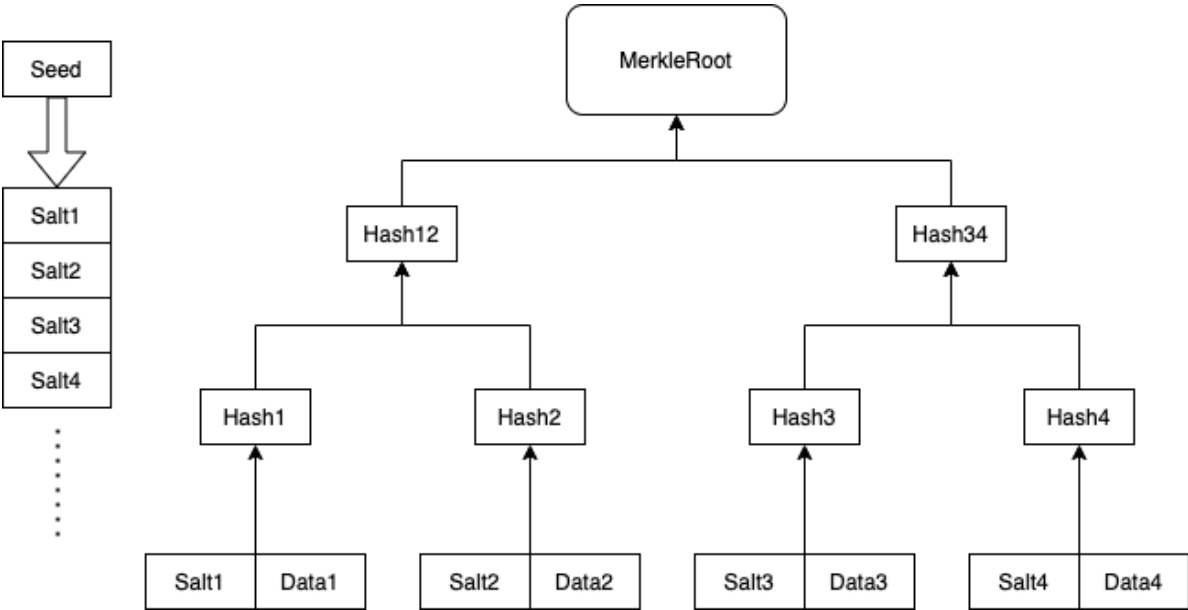 MerkleRoot
Seed
Salt1
Salt2
Salt3
Salt4
Hash12
Hash34
Hash1
Hash2
Hash3
Hash4
Salt1
Data1
Salt2
Data2
Salt3
Data3
Salt4
Data4